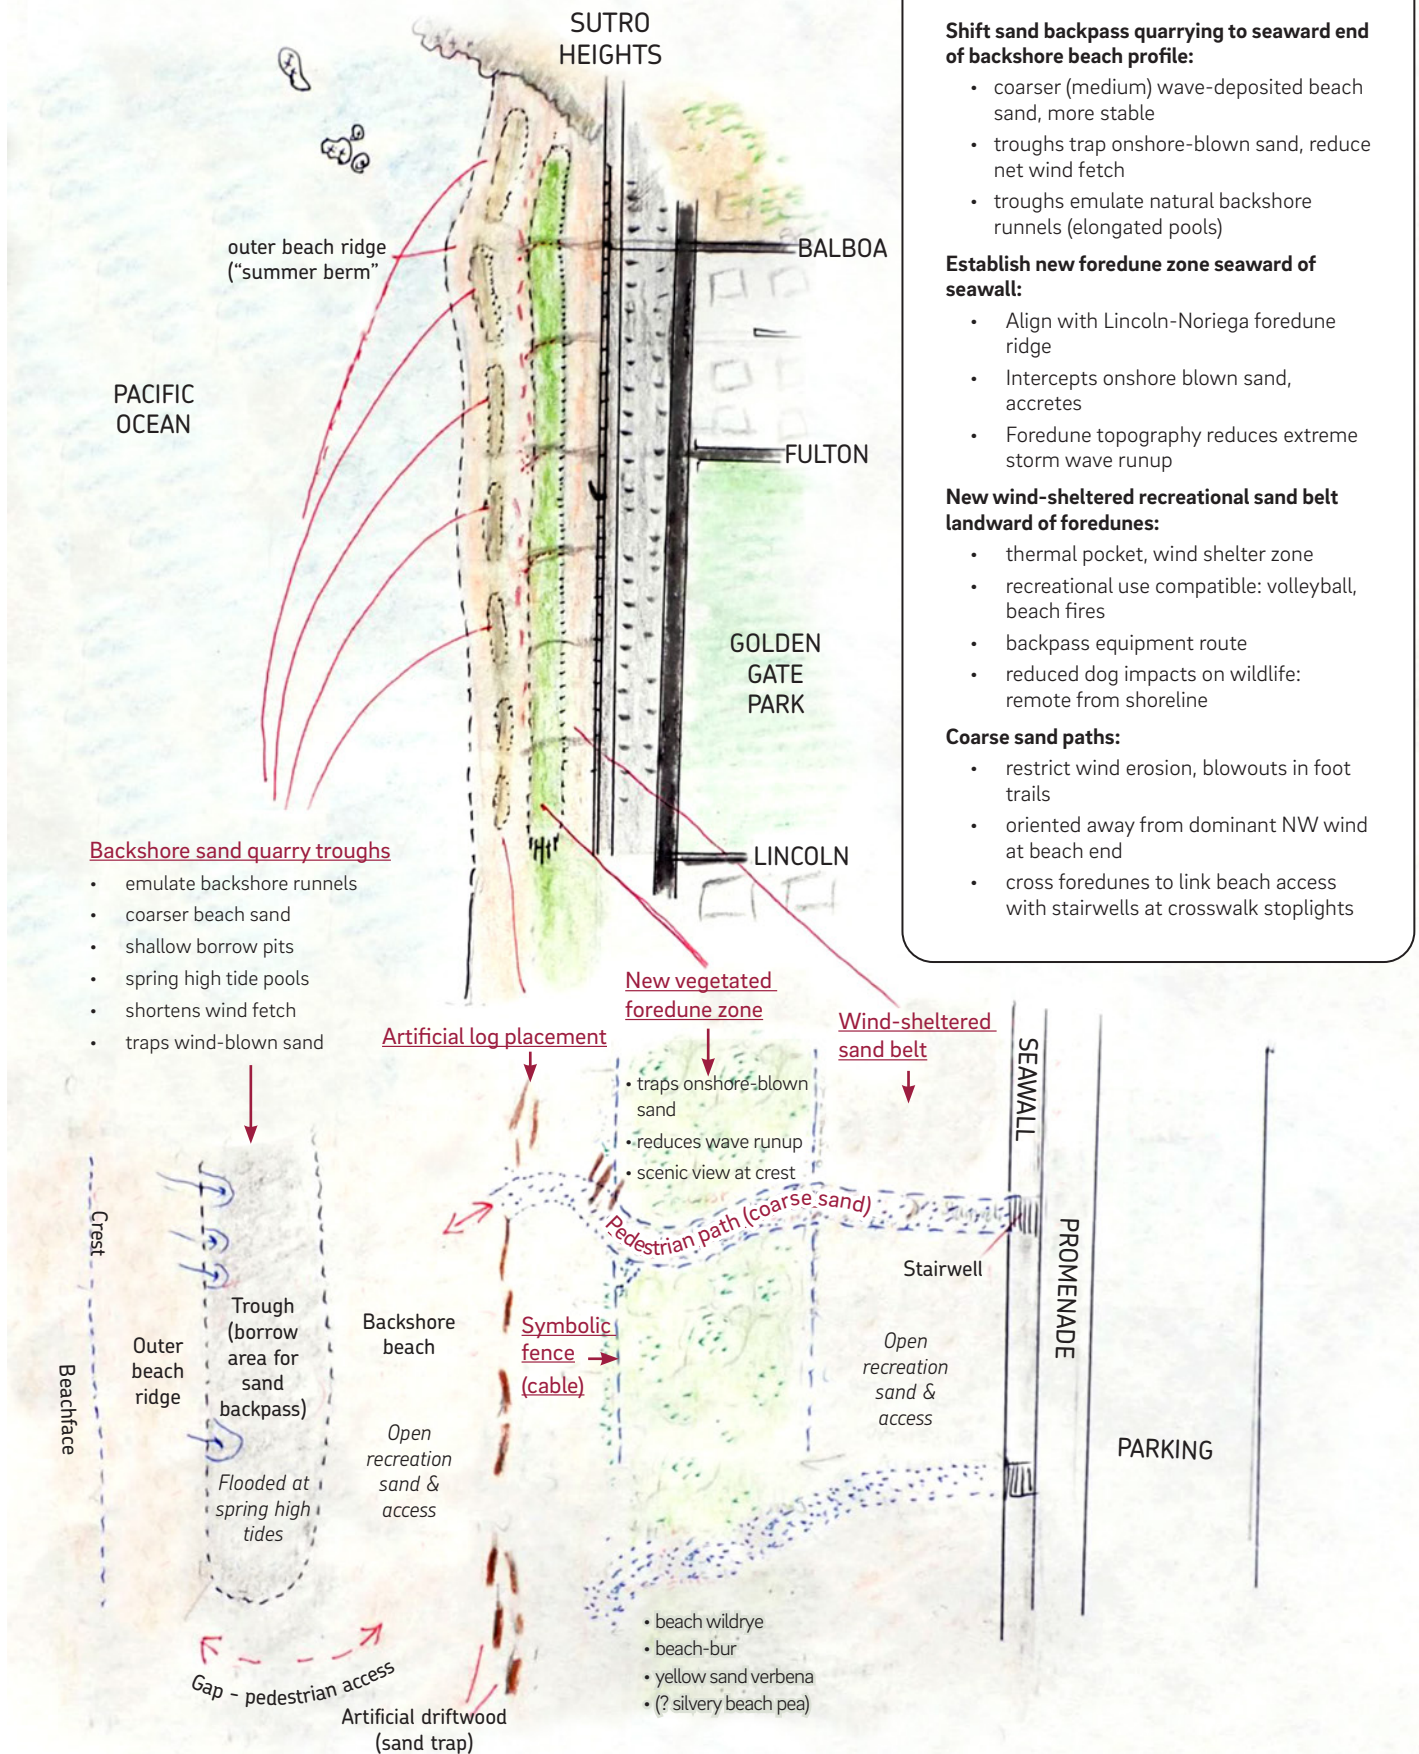 SUTRO
HEIGHTS
outer beach ridge
(“summer berm”
PACIFIC
OCEAN
BALBOA
FULTON
GOLDEN
GATE
PARK
LINCOLN
Shift sand backpass quarrying to seaward end
of backshore beach profile:
• coarser (medium) wave-deposited beach
sand, more stable
• troughs trap onshore-blown sand, reduce
net wind fetch
• troughs emulate natural backshore
runnels (elongated pools)
Establish new foredune zone seaward of
seawall:
• Align with Lincoln-Noriega foredune
ridge
• Intercepts onshore blown sand,
accretes
• Foredune topography reduces extreme
storm wave runup
New wind-sheltered recreational sand belt
landward of foredunes:
• thermal pocket, wind shelter zone
• recreational use compatible: volleyball,
beach fires
• backpass equipment route
• reduced dog impacts on wildlife:
remote from shoreline
Coarse sand paths:
• restrict wind erosion, blowouts in foot
trails
• oriented away from dominant NW wind
at beach end
• cross foredunes to link beach access
with stairwells at crosswalk stoplights
Backshore sand quarry troughs
• emulate backshore runnels
• coarser beach sand
• shallow borrow pits
• spring high tide pools
• shortens wind fetch
• traps wind-blown sand
Artificial log placement
New vegetated
foredune zone
Wind-sheltered
sand belt
• traps onshore-blown
sand
• reduces wave runup
• scenic view at crest
Pedestrian path (coarse sand)
SEAWALL
PROMENADE
Stairwell
PARKING
Crest
Beachface
Outer
beach
ridge
Trough
(borrow
area for
sand
backpass)
Flooded at
spring high
tides
Backshore
beach
Open
recreation
sand &
access
Symbolic
fence
(cable)
Open
recreation
sand &
access
• beach wildrye
• beach-bur
• yellow sand verbena
• (? silvery beach pea)
Gap - pedestrian access
Artificial driftwood
(sand trap)